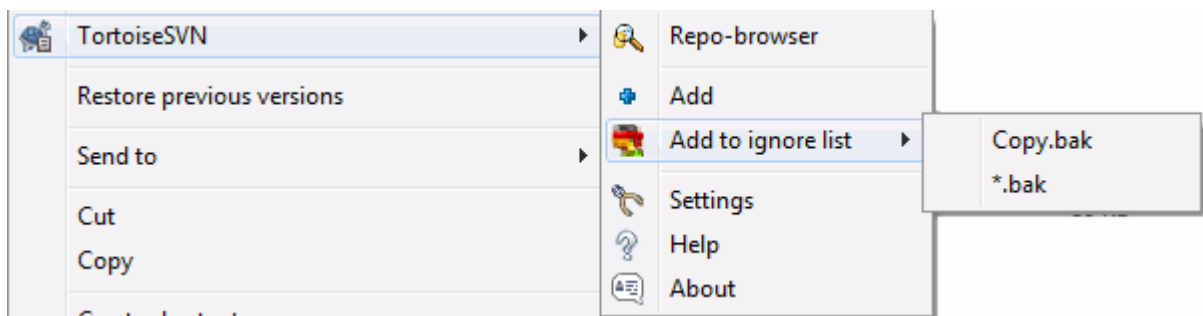 TortoiseSVN
Restore previous versions
Send to
Cut
Copy
Repo-browser
Add
Add to ignore list
Settings
Help
About
Copy.bak
*.bak